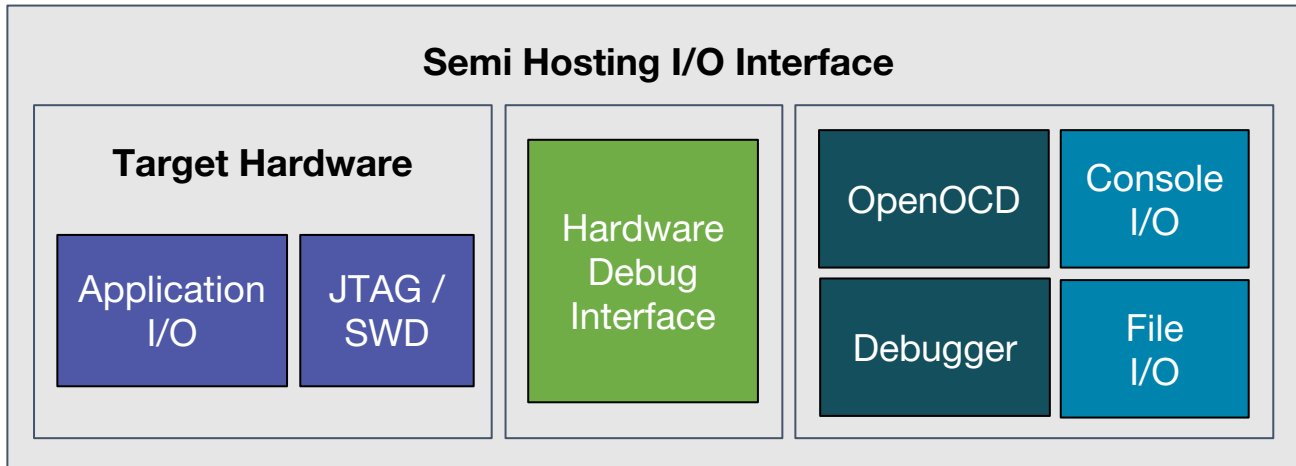 Semi Hosting I/O Interface
Target Hardware
Application
I/O
JTAG /
SWD
Hardware
Debug
Interface
OpenOCD
Console
I/O
Debugger
File
I/O